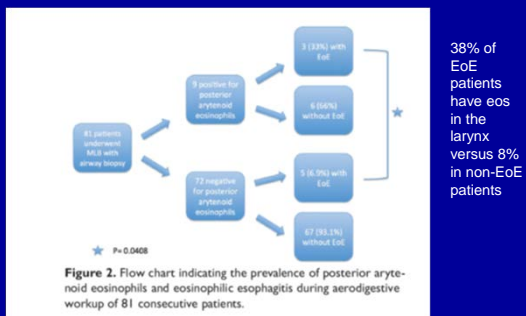 3 (33%) with
EoE
9 positive for
posterior
arytenoid
eosinophils
6 (66%)
without EoE
81 patients
underwent
MLB with
airway biopsy
72 negative for
posterior
arytenoid
eosinophils
5 (6.9%) with
EoE
67 (93.1%)
without EoE
P= 0.0408
Figure 2. Flow chart indicating the prevalence of posterior aryte-
noid eosinophils and eosinophilic esophagitis during aerodigestive
workup of 81 consecutive patients.
38% of
EoE
patients
have eos
in the
larynx
versus 8%
in non-EoE
patients